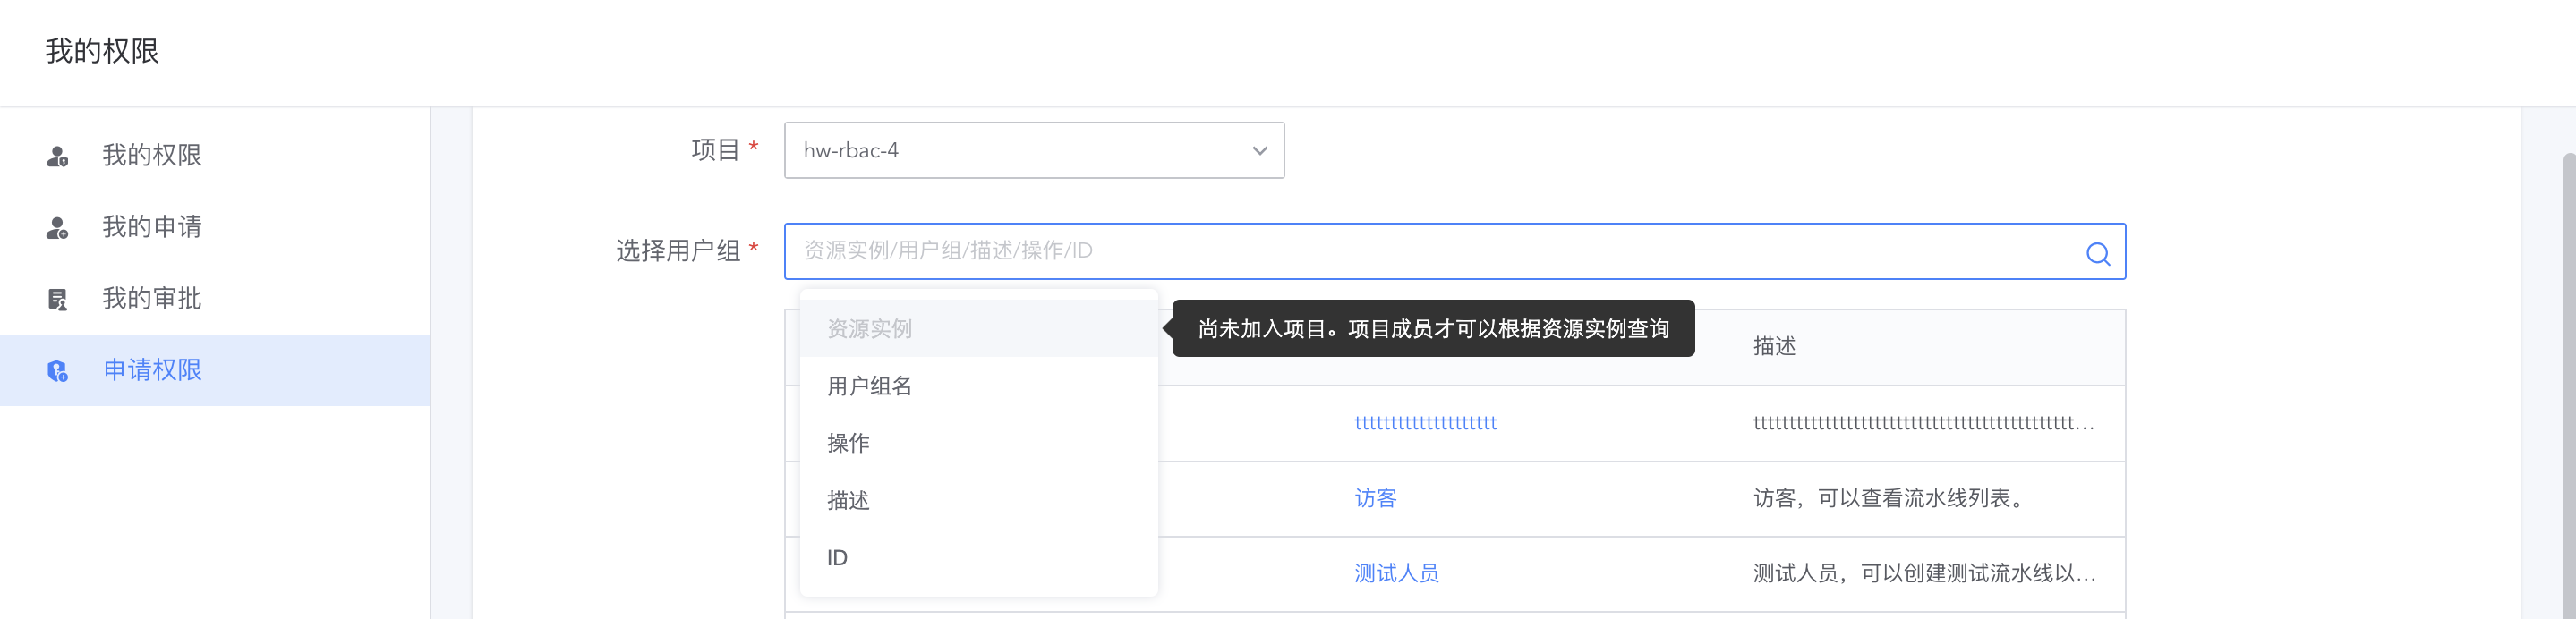 我的权限
我的权限
我的申请
我的审批
申请权限
项目 *
hw-rbac-4
选择用户组 *
资源实例/用户组/描述/操作/ID
资源实例
用户组名
操作
描述
ID
尚未加入项目。项目成员才可以根据资源实例查询
描述
tttttttttttttttttttt
ttttttttttttttttttttttttttttttttttttttttttttt...
访客
访客，可以查看流水线列表。
测试人员
测试人员，可以创建测试流水线以...